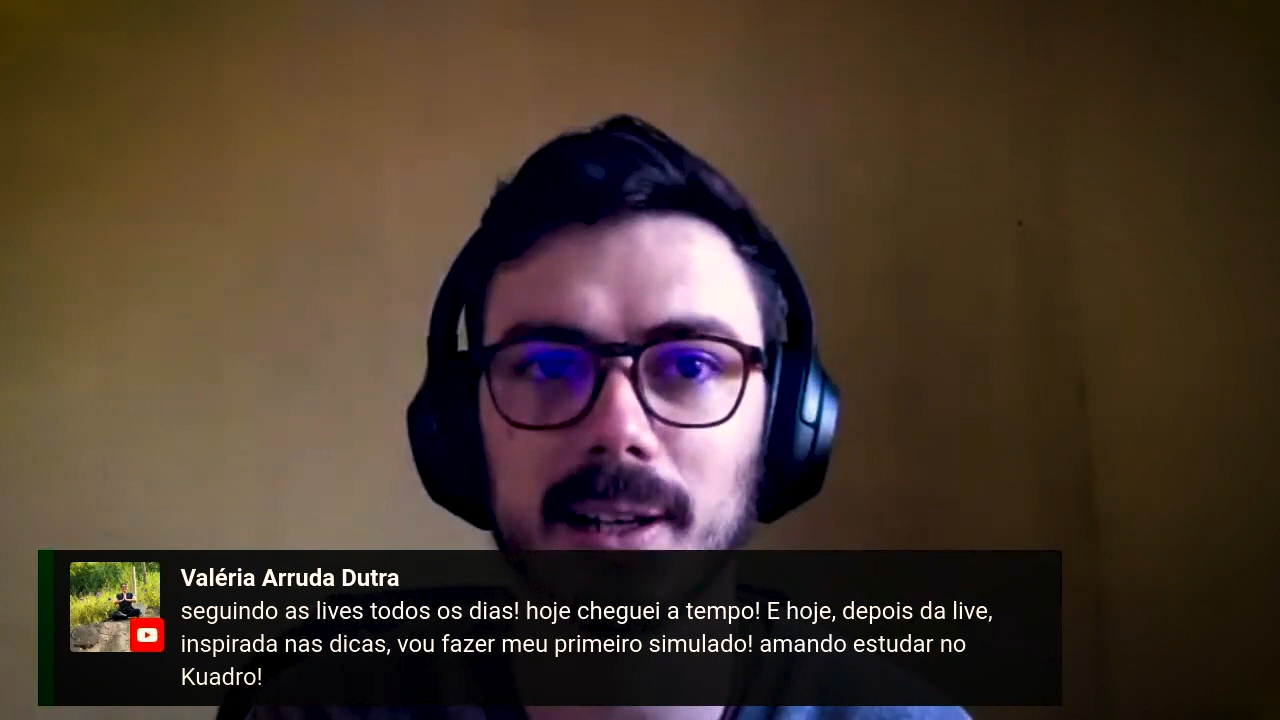 Valéria Arruda Dutra
seguindo as lives todos os dias! hoje cheguei a tempo! E hoje, depois da live,
inspirada nas dicas, vou fazer meu primeiro simulado! amando estudar no
Kuadro!